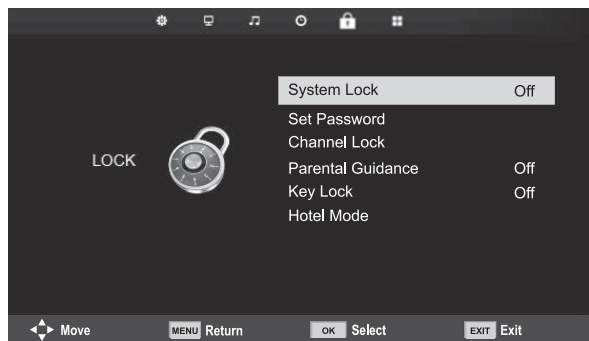 System Lock Off
Set Password
Channel Lock
LOCK
Parental Guidance Off
Key Lock Off
Hotel Mode
Move MENU Return OK Select EXIT Exit